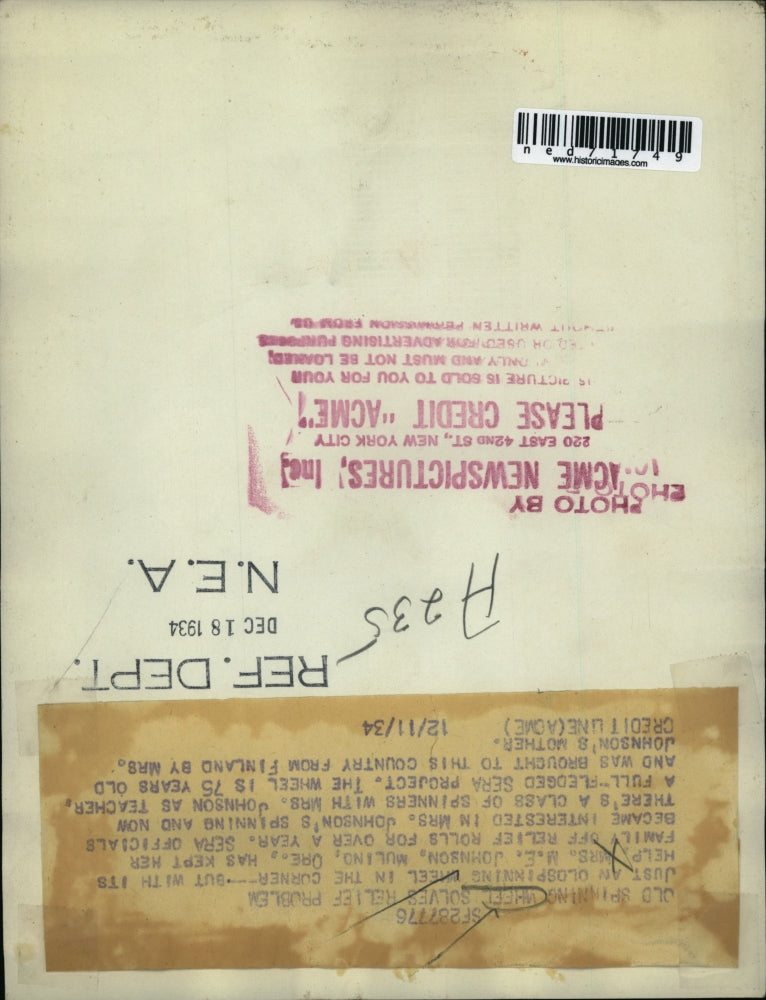 ned71749
www.historicimages.com
SF287776
OLD SPINNING WHEEL SOLVES RELIEF PROBLEM
JUST AN OLD SPINNING WHEEL IN THE CORNER---BUT WITH ITS
HELP MRS. M.E. JOHNSON, MULINO, ORE., HAS KEPT HER
FAMILY OFF RELIEF ROLLS FOR OVER A YEAR. SERA OFFICIALS
BECAME INTERESTED IN MRS. JOHNSON'S SPINNING AND NOW
THERE'S A CLASS OF SPINNERS WITH MRS. JOHNSON AS TEACHER,
A FULL-FLEDGED SERA PROJECT. THE WHEEL IS 75 YEARS OLD
AND WAS BROUGHT TO THIS COUNTRY FROM FINLAND BY MRS.
JOHNSON'S MOTHER.
CREDIT LINE(ACME) 12/11/34
REF. DEPT.
DEC 18 1934
N.E.A.
A235
PHOTO BY
ACME NEWSPICTURES, Inc.
220 EAST 42ND ST., NEW YORK CITY
PLEASE CREDIT "ACME"
PICTURE IS SOLD TO YOU FOR YOUR
ONLY AND MUST NOT BE LOANED,
OR USED FOR ADVERTISING PURPOSES
WITHOUT WRITTEN PERMISSION FROM US.